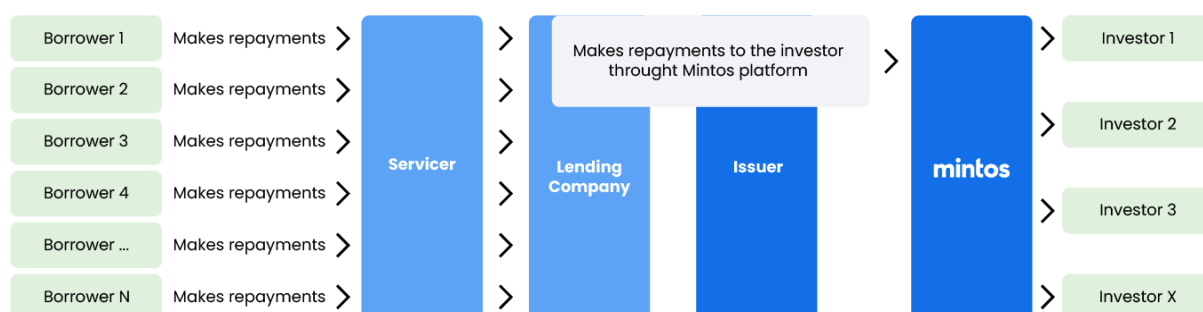 Borrower 1
Makes repayments
Borrower 2
Makes repayments
Borrower 3
Makes repayments
Borrower 4
Makes repayments
Borrower ...
Makes repayments
Borrower N
Makes repayments
Servicer
Lending
Company
Makes repayments to the investor
throught Mintos platform
Issuer
mintos
Investor 1
Investor 2
Investor 3
Investor X